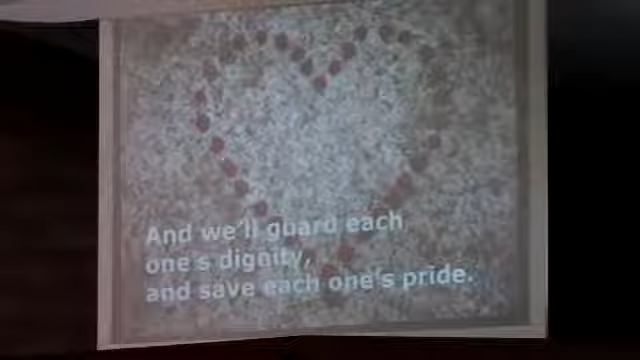 And we'll guard each
one's dignity,
and save each one's pride.